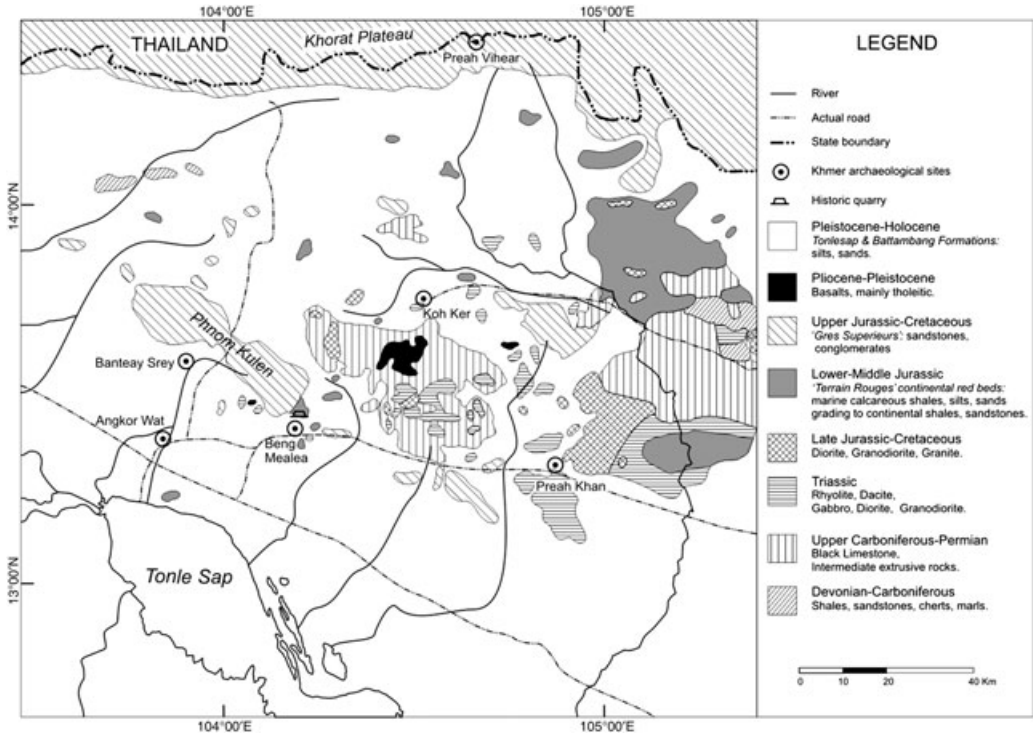 104°00′E
105°00′E
THAILAND
Khorat Plateau
Preah Vihear
14°00′N
Phnom Kulen
Koh Ker
Banteay Srey
Angkor Wat
Beng
Mealea
Preah Khan
13°00′N
Tonle Sap
104°00′E
105°00′E
LEGEND
River
Actual road
State boundary
Khmer archaeological sites
Historic quarry
Pleistocene-Holocene
Tonlesap & Battambang Formations:
silts, sands.
Pliocene-Pleistocene
Basalts, mainly tholeitic.
Upper Jurassic-Cretaceous
'Gres Superieurs': sandstones,
conglomerates
Lower-Middle Jurassic
'Terrain Rouges' continental red beds:
marine calcareous shales, silts, sands
grading to continental shales, sandstones.
Late Jurassic-Cretaceous
Diorite, Granodiorite, Granite.
Triassic
Rhyolite, Dacite,
Gabbro, Diorite, Granodiorite.
Upper Carboniferous-Permian
Black Limestone,
Intermediate extrusive rocks.
Devonian-Carboniferous
Shales, sandstones, cherts, marls.
0 10 20 40 Km